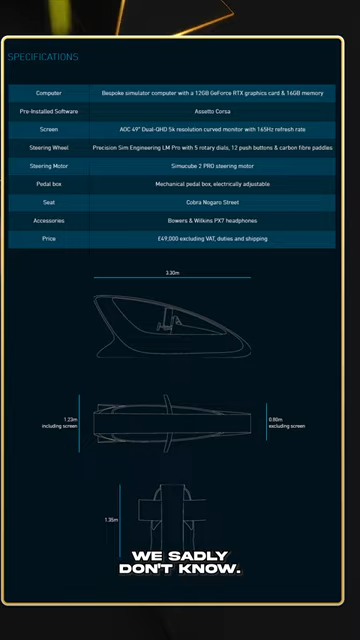 SPECIFICATIONS
Computer Bespoke simulator computer with a 12GB GeForce RTX graphics card & 16GB memory
Pre-Installed Software Assetto Corsa
Screen AOC 49" Dual-QHD 5k resolution curved monitor with 165Hz refresh rate
Steering Wheel Precision Sim Engineering LM Pro with 5 rotary dials, 12 push buttons & carbon fibre paddles
Steering Motor Simucube 2 PRO steering motor
Pedal box Mechanical pedal box, electrically adjustable
Seat Cobra Nogaro Street
Accessories Bowers & Wilkins PX7 headphones
Price £49,000 excluding VAT, duties and shipping
3.30m
1.23m
including screen
0.80m
excluding screen
1.35m
WE SADLY
DON'T KNOW.